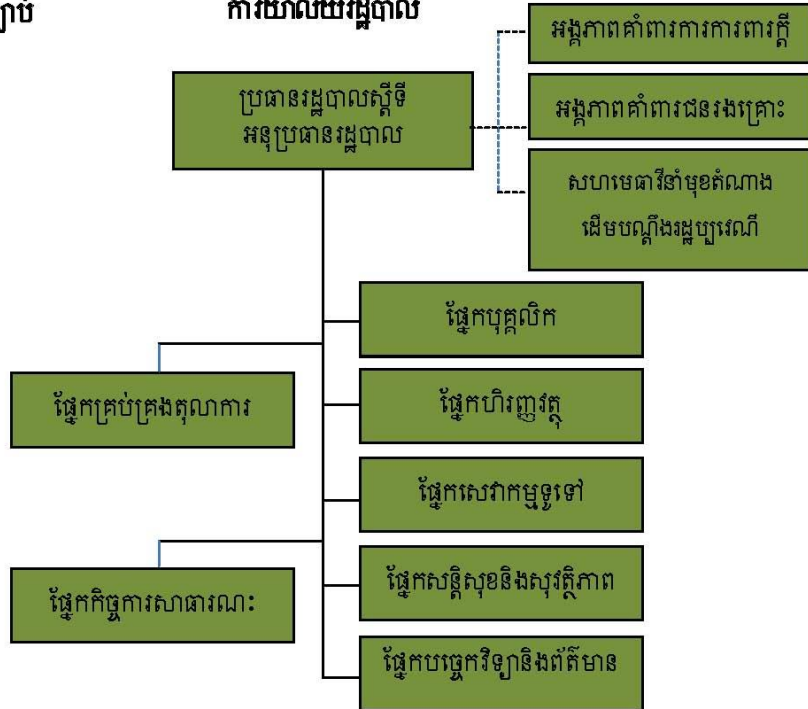 ការិយាល័យរដ្ឋបាល
អង្គភាពគាំពារការការពារក្តី
ប្រធានរដ្ឋបាលស្តីទី
អនុប្រធានរដ្ឋបាល
អង្គភាពគាំពារជនរងគ្រោះ
សហមេធាវីនាំមុខតំណាង
ដើមបណ្តឹងរដ្ឋប្បវេណី
ផ្នែកបុគ្គលិក
ផ្នែកគ្រប់គ្រងតុលាការ
ផ្នែកហិរញ្ញវត្ថុ
ផ្នែកសេវាកម្មទូទៅ
ផ្នែកកិច្ចការសាធារណៈ
ផ្នែកសន្តិសុខនិងសុវត្ថិភាព
ផ្នែកបច្ចេកវិទ្យានិងព័ត៌មាន